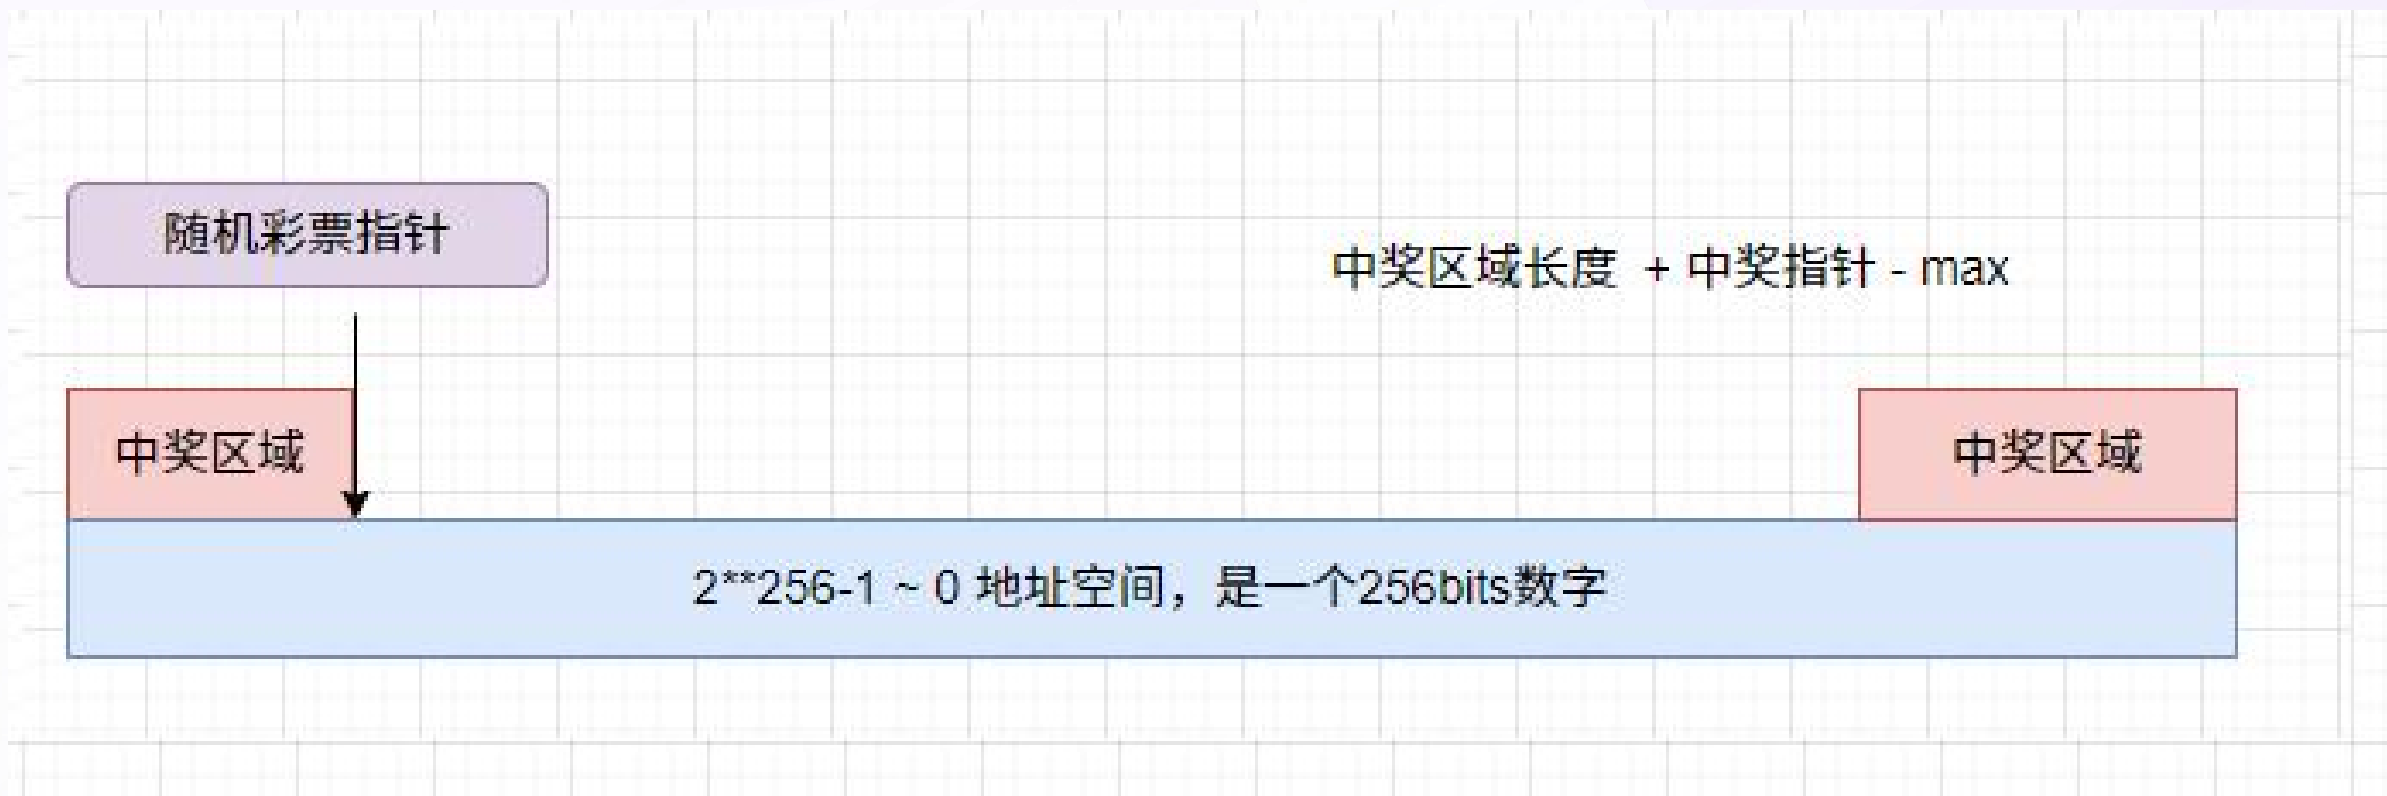 随机彩票指针
中奖区域长度 + 中奖指针 - max
中奖区域
中奖区域
2**256-1 ~ 0 地址空间，是一个256bits数字